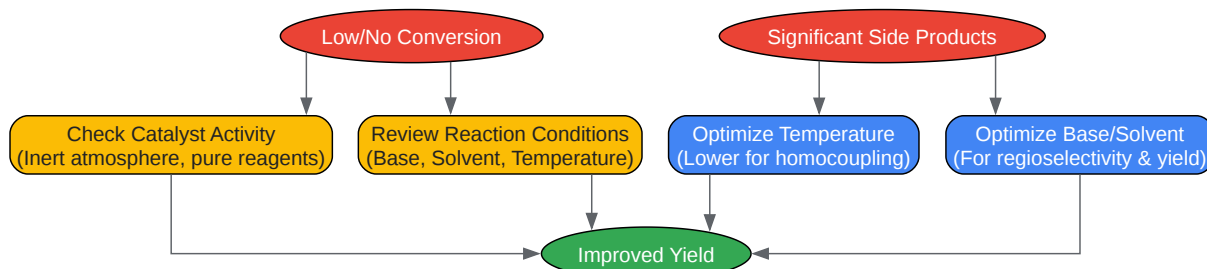 Low/No Conversion
Significant Side Products
Check Catalyst Activity
(Inert atmosphere, pure reagents)
Review Reaction Conditions
(Base, Solvent, Temperature)
Optimize Temperature
(Lower for homocoupling)
Optimize Base/Solvent
(For regioselectivity & yield)
Improved Yield